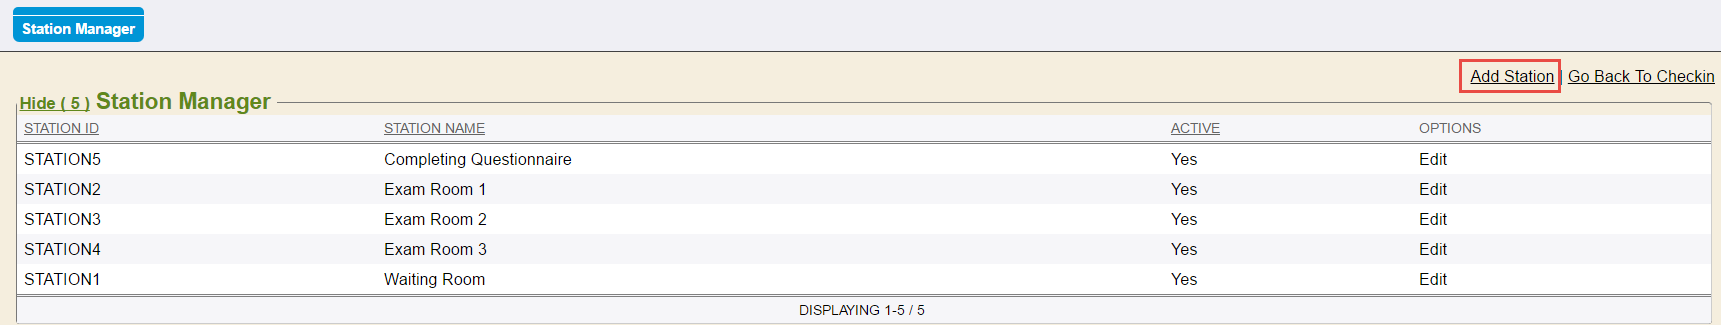 Station Manager
Add Station | Go Back To Checkin
Hide ( 5 ) Station Manager
STATION ID STATION NAME ACTIVE OPTIONS
STATION5 Completing Questionnaire Yes Edit
STATION2 Exam Room 1 Yes Edit
STATION3 Exam Room 2 Yes Edit
STATION4 Exam Room 3 Yes Edit
STATION1 Waiting Room Yes Edit
DISPLAYING 1-5 / 5